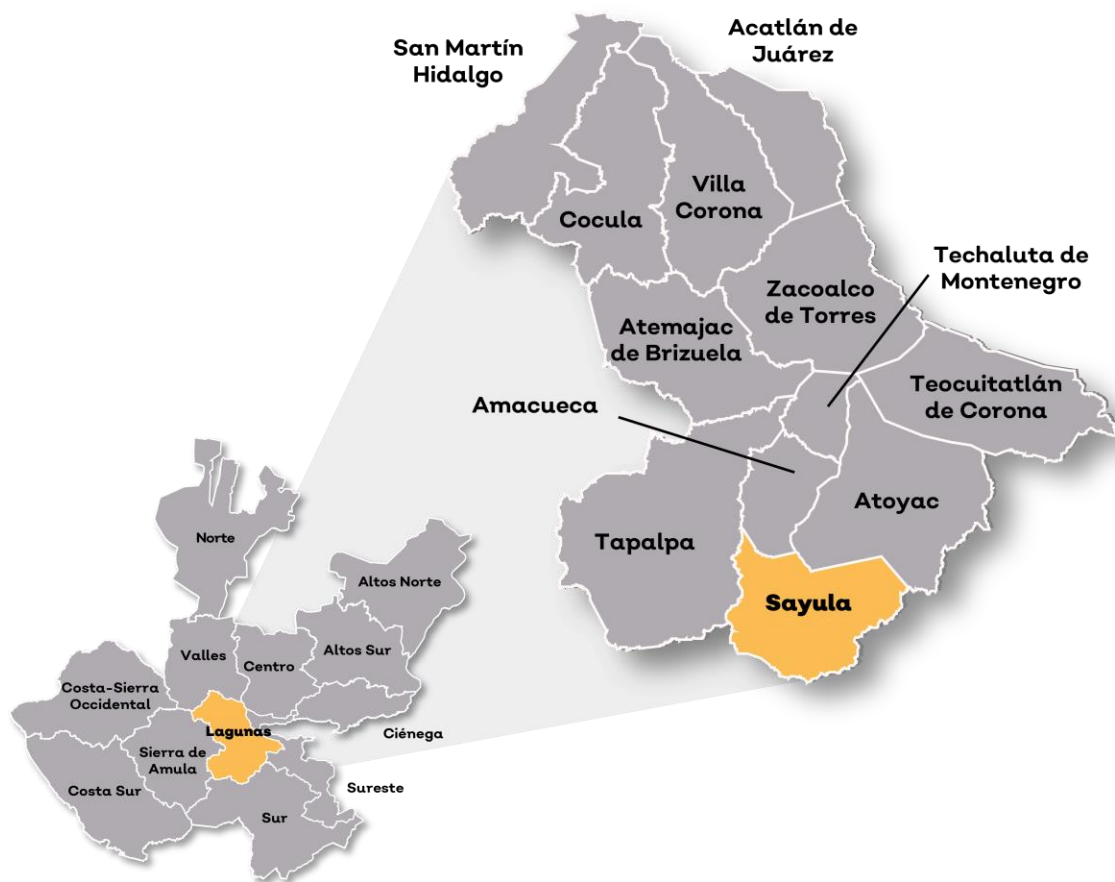 San Martín
Hidalgo
Acatlán de
Juárez
Villa
Corona
Cocula
Techaluta de
Montenegro
Zacoalco
de Torres
Atemajac
de Brizuela
Teocuitatlán
de Corona
Amacueca
Atoyac
Tapalpa
Sayula
Norte
Altos Norte
Altos Sur
Valles
Centro
Costa-Sierra
Occidental
Lagunas
Ciénega
Sierra de
Amula
Sureste
Costa Sur
Sur